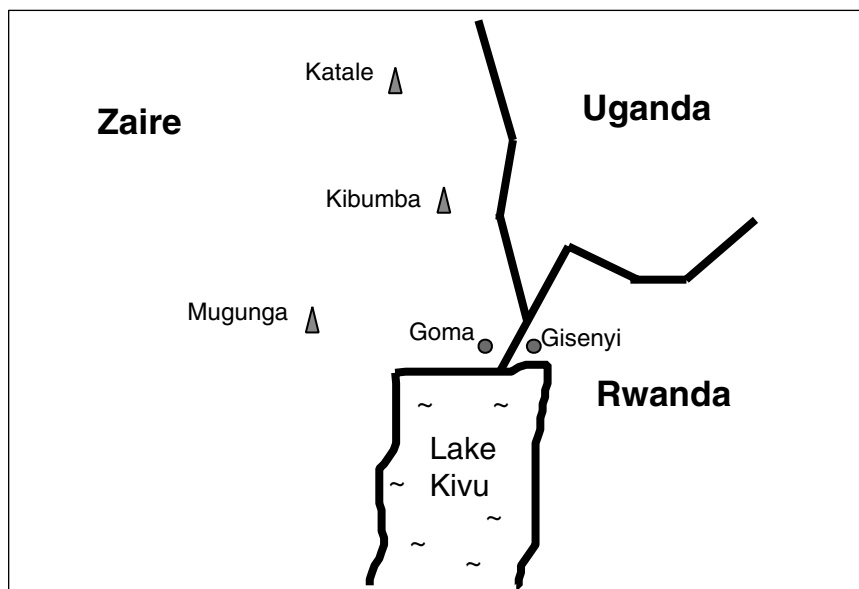 Katale
Zaire
Uganda
Kibumba
Mugunga
Goma
Gisenyi
Rwanda
Lake
Kivu